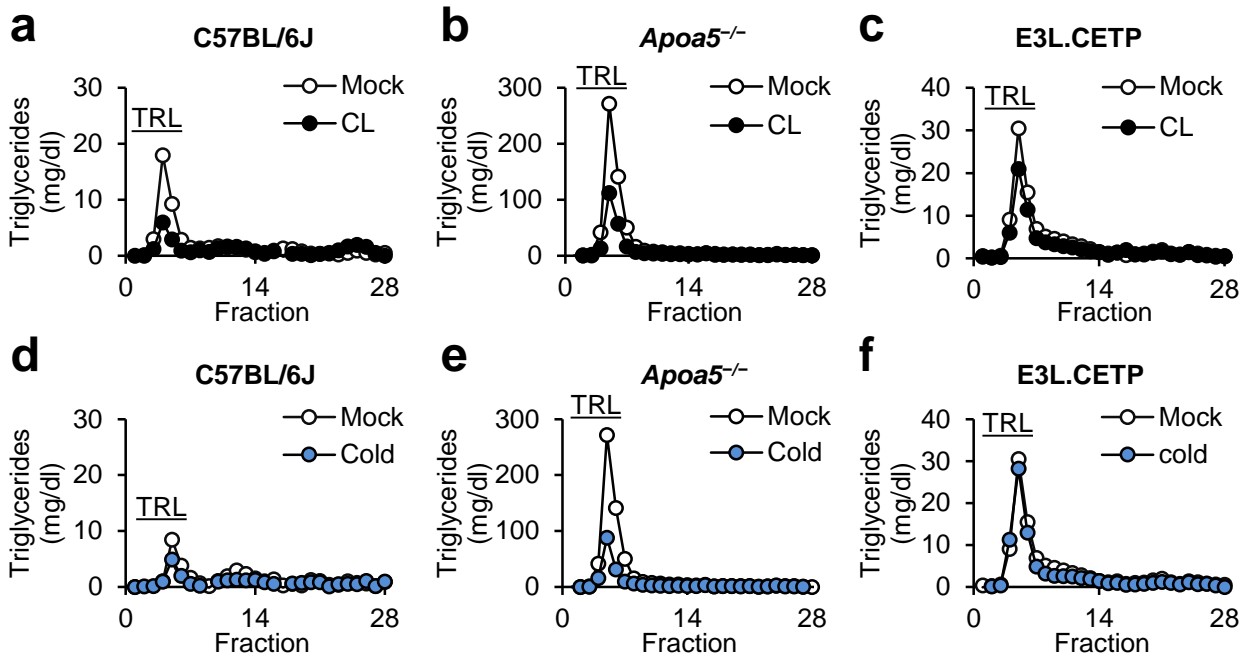 a
C57BL/6J
Triglycerides
(mg/dl)
30
20
10
0
TRL
Mock
CL
0
14
28
Fraction
b
Apoa5⁻/⁻
Triglycerides
(mg/dl)
300
200
100
0
TRL
Mock
CL
0
14
28
Fraction
c
E3L.CETP
Triglycerides
(mg/dl)
40
30
20
10
0
TRL
Mock
CL
0
14
28
Fraction
d
C57BL/6J
Triglycerides
(mg/dl)
30
20
10
0
TRL
Mock
Cold
0
14
28
Fraction
e
Apoa5⁻/⁻
Triglycerides
(mg/dl)
300
200
100
0
TRL
Mock
Cold
0
14
28
Fraction
f
E3L.CETP
Triglycerides
(mg/dl)
40
30
20
10
0
TRL
Mock
cold
0
14
28
Fraction